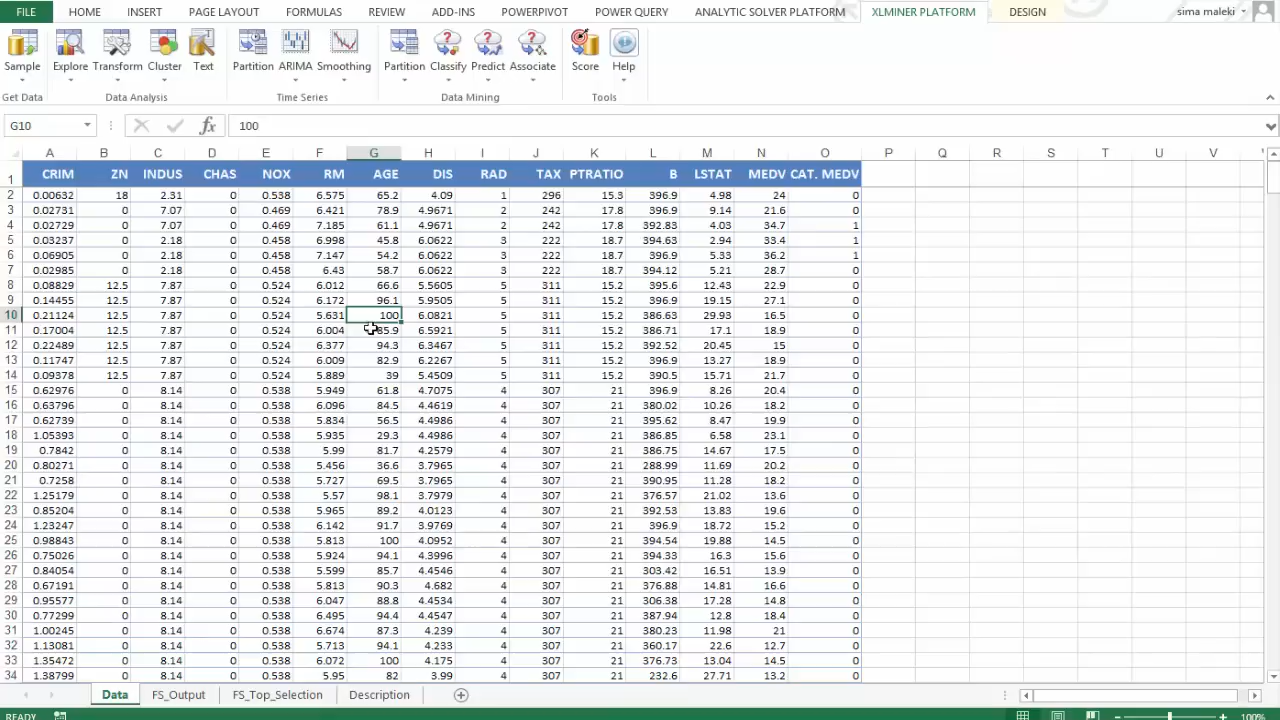 FILE HOME INSERT PAGE LAYOUT FORMULAS REVIEW ADD-INS POWERPIVOT POWER QUERY ANALYTIC SOLVER PLATFORM XLMINER PLATFORM DESIGN sima maleki
Sample Explore Transform Cluster Text Partition ARIMA Smoothing Partition Classify Predict Associate Score Help
Get Data Data Analysis Time Series Data Mining Tools
G10 fx 100
A B C D E F G H I J K L M N O P Q R S T U V
1 CRIM ZN INDUS CHAS NOX RM AGE DIS RAD TAX PTRATIO B LSTAT MEDV CAT. MEDV
2 0.00632 18 2.31 0 0.538 6.575 65.2 4.09 1 296 15.3 396.9 4.98 24 0
3 0.02731 0 7.07 0 0.469 6.421 78.9 4.9671 2 242 17.8 396.9 9.14 21.6 0
4 0.02729 0 7.07 0 0.469 7.185 61.1 4.9671 2 242 17.8 392.83 4.03 34.7 1
5 0.03237 0 2.18 0 0.458 6.998 45.8 6.0622 3 222 18.7 394.63 2.94 33.4 1
6 0.06905 0 2.18 0 0.458 7.147 54.2 6.0622 3 222 18.7 396.9 5.33 36.2 1
7 0.02985 0 2.18 0 0.458 6.43 58.7 6.0622 3 222 18.7 394.12 5.21 28.7 0
8 0.08829 12.5 7.87 0 0.524 6.012 66.6 5.5605 5 311 15.2 395.6 12.43 22.9 0
9 0.14455 12.5 7.87 0 0.524 6.172 96.1 5.9505 5 311 15.2 396.9 19.15 27.1 0
10 0.21124 12.5 7.87 0 0.524 5.631 100 6.0821 5 311 15.2 386.63 29.93 16.5 0
11 0.17004 12.5 7.87 0 0.524 6.004 85.9 6.5921 5 311 15.2 386.71 17.1 18.9 0
12 0.22489 12.5 7.87 0 0.524 6.377 94.3 6.3467 5 311 15.2 392.52 20.45 15 0
13 0.11747 12.5 7.87 0 0.524 6.009 82.9 6.2267 5 311 15.2 396.9 13.27 18.9 0
14 0.09378 12.5 7.87 0 0.524 5.889 39 5.4509 5 311 15.2 390.5 15.71 21.7 0
15 0.62976 0 8.14 0 0.538 5.949 61.8 4.7075 4 307 21 396.9 8.26 20.4 0
16 0.63796 0 8.14 0 0.538 6.096 84.5 4.4619 4 307 21 380.02 10.26 18.2 0
17 0.62739 0 8.14 0 0.538 5.834 56.5 4.4986 4 307 21 395.62 8.47 19.9 0
18 1.05393 0 8.14 0 0.538 5.935 29.3 4.4986 4 307 21 386.85 6.58 23.1 0
19 0.7842 0 8.14 0 0.538 5.99 81.7 4.2579 4 307 21 386.75 14.67 17.5 0
20 0.80271 0 8.14 0 0.538 5.456 36.6 3.7965 4 307 21 288.99 11.69 20.2 0
21 0.7258 0 8.14 0 0.538 5.727 69.5 3.7965 4 307 21 390.95 11.28 18.2 0
22 1.25179 0 8.14 0 0.538 5.57 98.1 3.7979 4 307 21 376.57 21.02 13.6 0
23 0.85204 0 8.14 0 0.538 5.965 89.2 4.0123 4 307 21 392.53 13.83 19.6 0
24 1.23247 0 8.14 0 0.538 6.142 91.7 3.9769 4 307 21 396.9 18.72 15.2 0
25 0.98843 0 8.14 0 0.538 5.813 100 4.0952 4 307 21 394.54 19.88 14.5 0
26 0.75026 0 8.14 0 0.538 5.924 94.1 4.3996 4 307 21 394.33 16.3 15.6 0
27 0.84054 0 8.14 0 0.538 5.599 85.7 4.4546 4 307 21 303.42 16.51 13.9 0
28 0.67191 0 8.14 0 0.538 5.813 90.3 4.682 4 307 21 376.88 14.81 16.6 0
29 0.95577 0 8.14 0 0.538 6.047 88.8 4.4534 4 307 21 306.38 17.28 14.8 0
30 0.77299 0 8.14 0 0.538 6.495 94.4 4.4547 4 307 21 387.94 12.8 18.4 0
31 1.00245 0 8.14 0 0.538 6.674 87.3 4.239 4 307 21 380.23 11.98 21 0
32 1.13081 0 8.14 0 0.538 5.713 94.1 4.233 4 307 21 360.17 22.6 12.7 0
33 1.35472 0 8.14 0 0.538 6.072 100 4.175 4 307 21 376.73 13.04 14.5 0
34 1.38799 0 8.14 0 0.538 5.95 82 3.99 4 307 21 232.6 27.71 13.2 0
Data FS_Output FS_Top_Selection Description
READY 100%